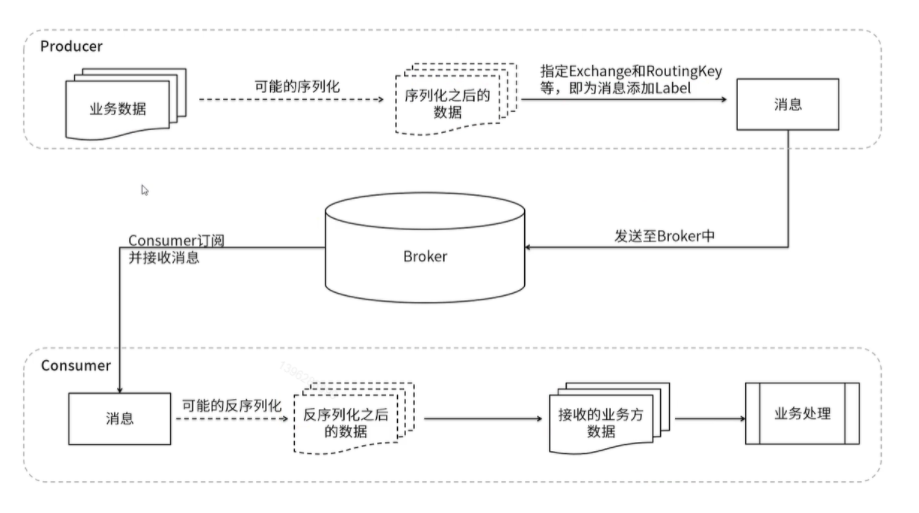 Producer
业务数据
可能的序列化
序列化之后的
数据
指定Exchange和RoutingKey
等，即为消息添加Label
消息
发送至Broker中
Broker
Consumer订阅
并接收消息
Consumer
消息
可能的反序列化
反序列化之后
的数据
接收的业务方
数据
业务处理